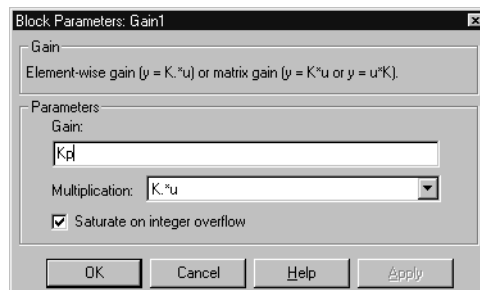 Block Parameters: Gain1
Gain
Element-wise gain (y = K.*u) or matrix gain (y = K*u or y = u*K).
Parameters
Gain:
Kp
Multiplication: K.*u
Saturate on integer overflow
OK Cancel Help Apply